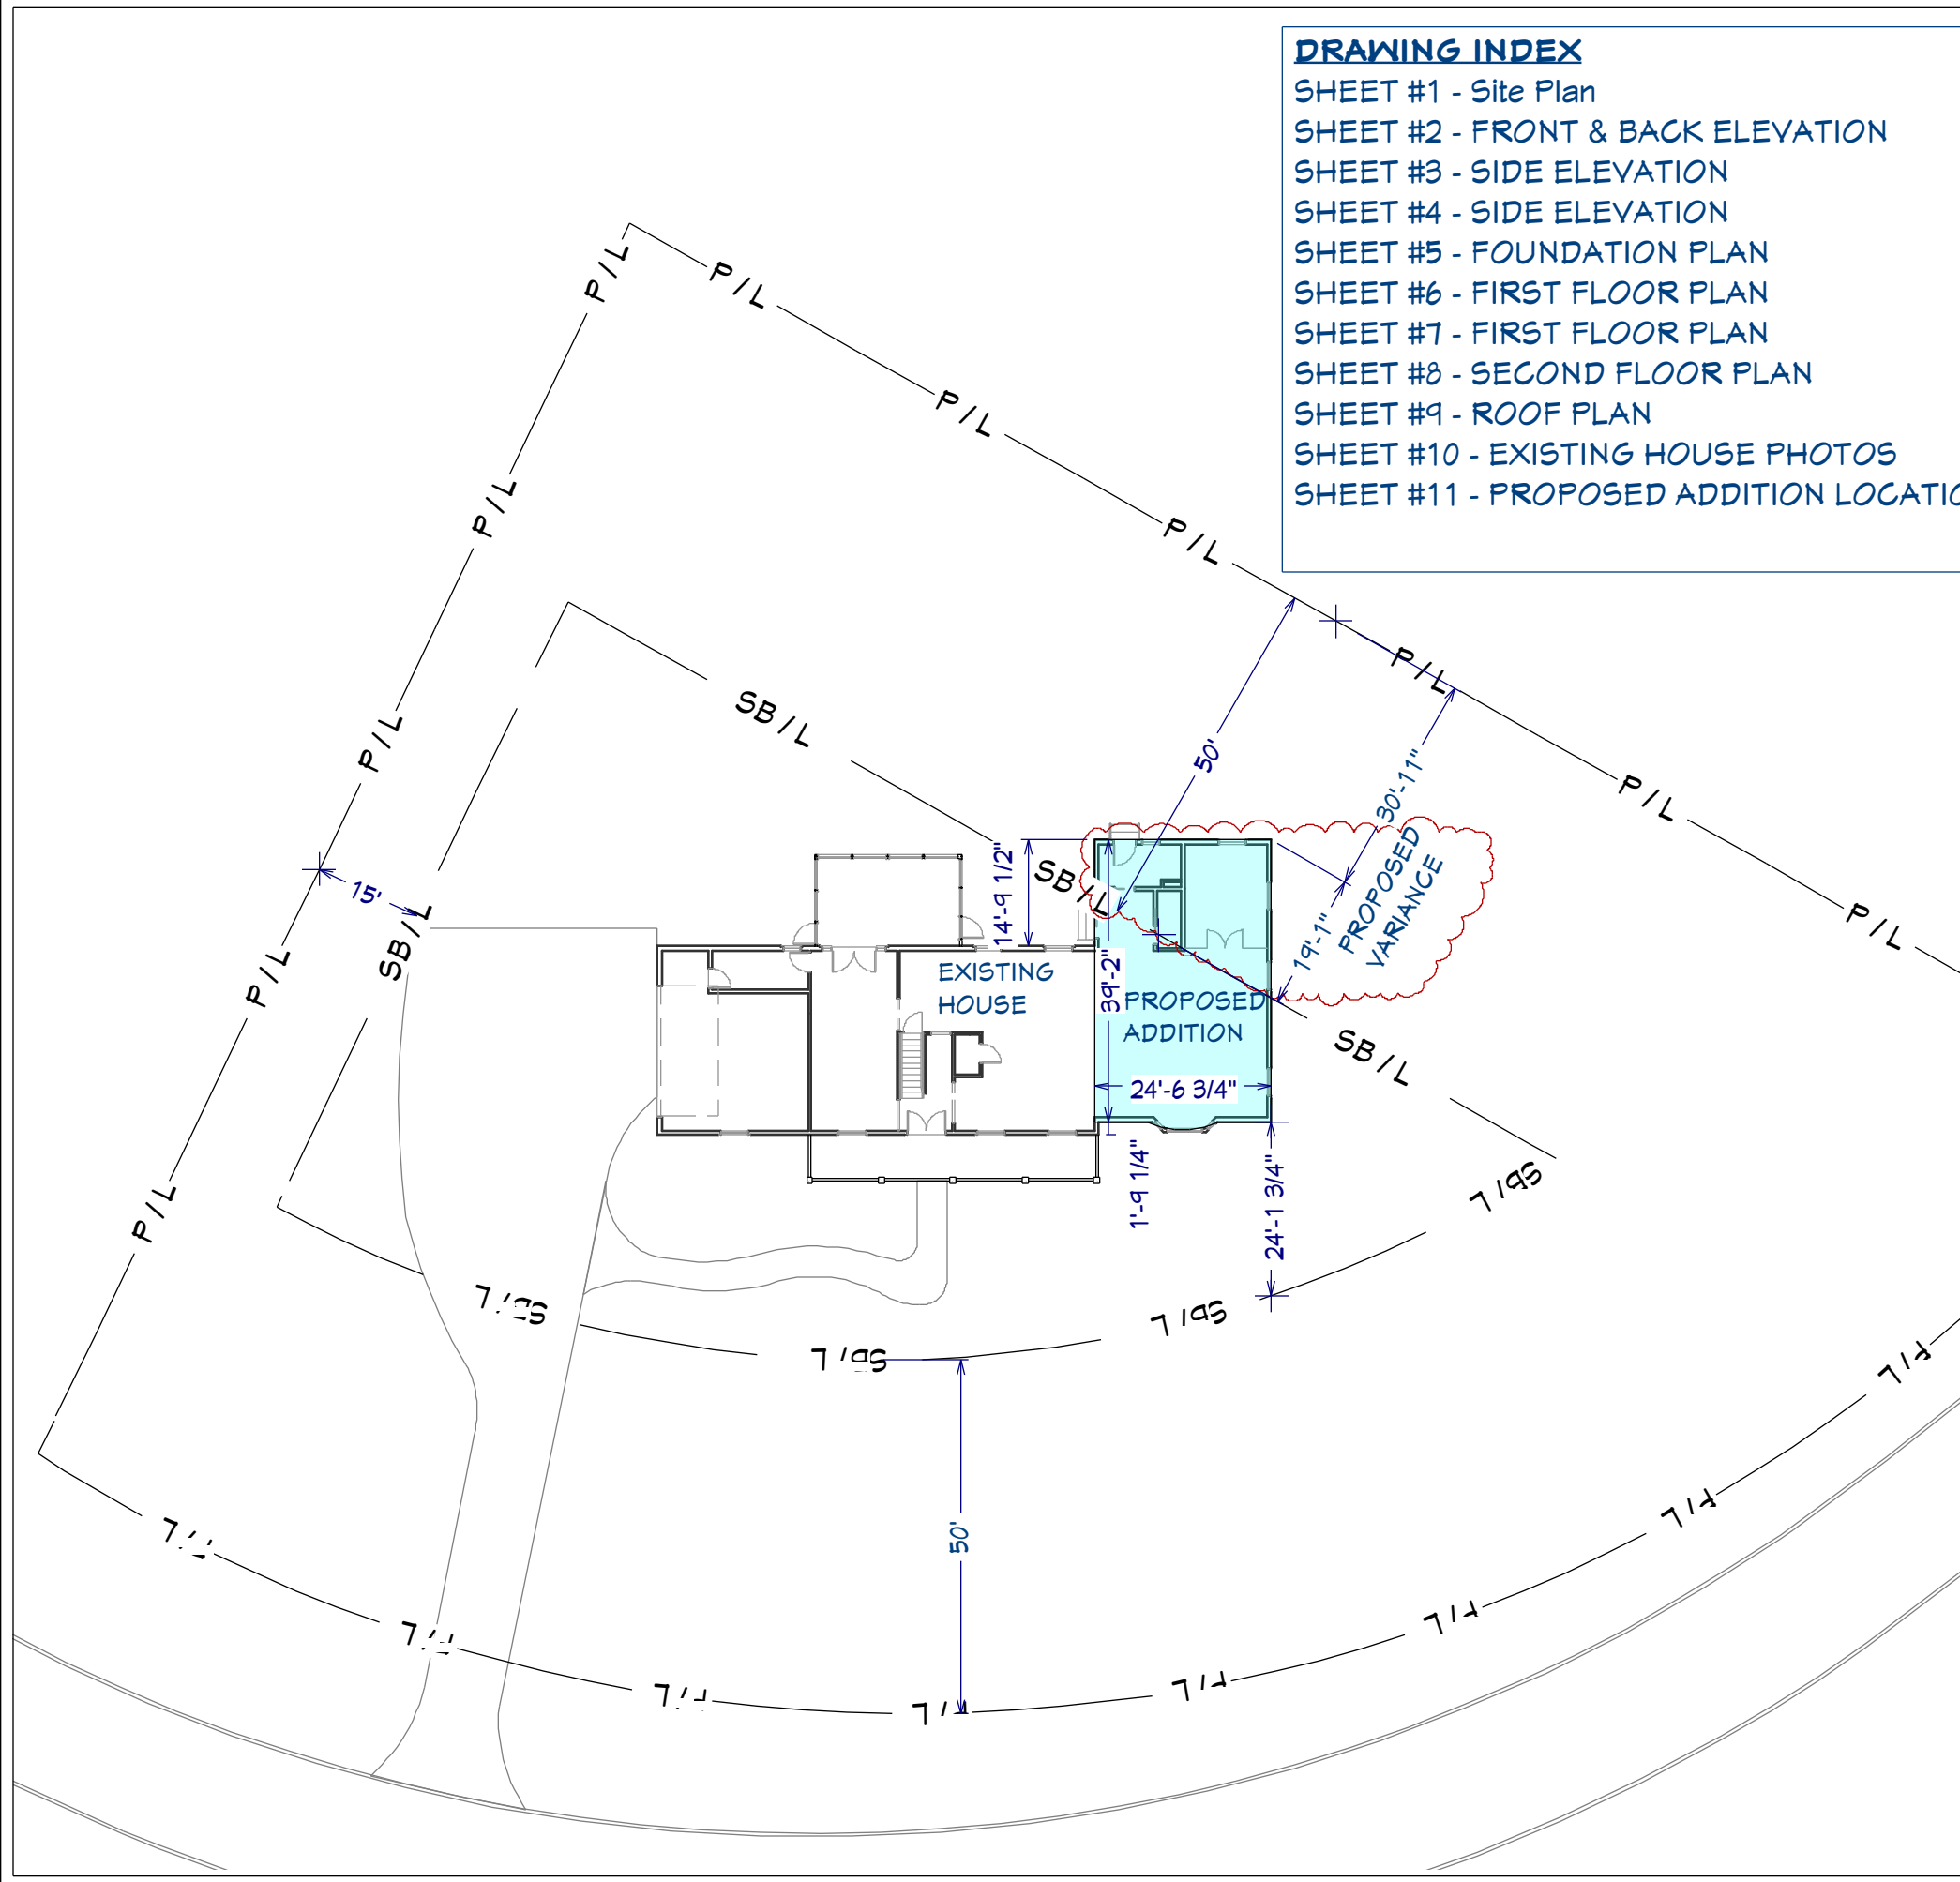 DRAWING INDEX
SHEET #1 - Site Plan
SHEET #2 - FRONT & BACK ELEVATION
SHEET #3 - SIDE ELEVATION
SHEET #4 - SIDE ELEVATION
SHEET #5 - FOUNDATION PLAN
SHEET #6 - FIRST FLOOR PLAN
SHEET #7 - FIRST FLOOR PLAN
SHEET #8 - SECOND FLOOR PLAN
SHEET #9 - ROOF PLAN
SHEET #10 - EXISTING HOUSE PHOTOS
SHEET #11 - PROPOSED ADDITION
P/L
P/L
P/L
P/L
P/L
P/L
P/L
P/L
P/L
P/L
P/L
SB/L
50'
30'-11"
PROPOSED
VARIANCE
19'-1"
14'-9 1/2"
SB/L
15'
SB/L
EXISTING
HOUSE
39'-2"
PROPOSED
ADDITION
24'-6 3/4"
SB/L
1'-9 1/4"
24'-1 3/4"
SB/L
SB/L
SB/L
SB/L
50'
P/L
P/L
P/L
P/L
P/L
P/L
P/L
P/L